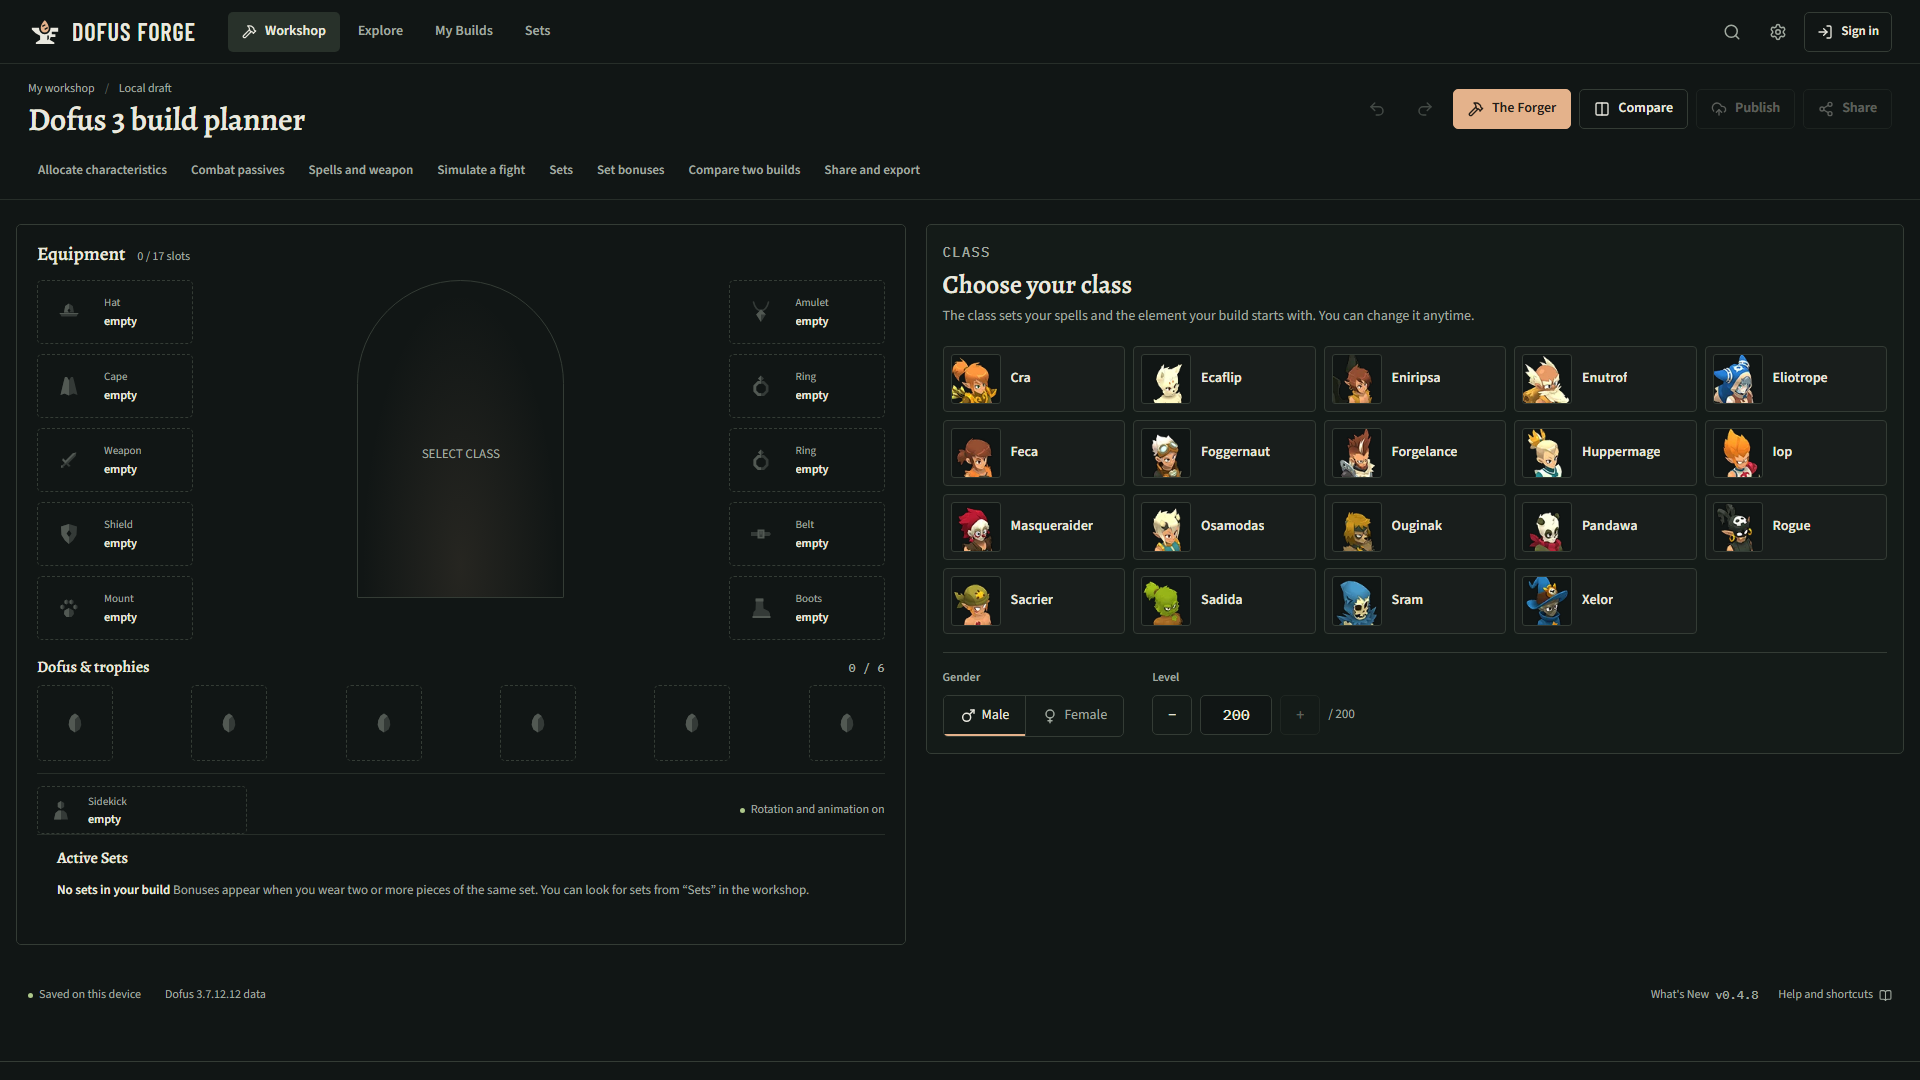 DOFUS FORGE
Workshop
Explore
My Builds
Sets
Sign in
My workshop / Local draft
Dofus 3 build planner
The Forger
Compare
Publish
Share
Allocate characteristics
Combat passives
Spells and weapon
Simulate a fight
Sets
Set bonuses
Compare two builds
Share and export
Equipment 0 / 17 slots
Hat
empty
Cape
empty
Weapon
empty
Shield
empty
Mount
empty
SELECT CLASS
Amulet
empty
Ring
empty
Ring
empty
Belt
empty
Boots
empty
Dofus & trophies
0 / 6
Sidekick
empty
Rotation and animation on
Active Sets
No sets in your build Bonuses appear when you wear two or more pieces of the same set. You can look for sets from “Sets” in the workshop.
CLASS
Choose your class
The class sets your spells and the element your build starts with. You can change it anytime.
Cra
Ecaflip
Eniripsa
Enutrof
Eliotrope
Feca
Foggernaut
Forgelance
Huppermage
Iop
Masqueraider
Osamodas
Ouginak
Pandawa
Rogue
Sacrier
Sadida
Sram
Xelor
Gender
Male
Female
Level
− 200 + / 200
Saved on this device
Dofus 3.7.12.12 data
What's New v0.4.8
Help and shortcuts